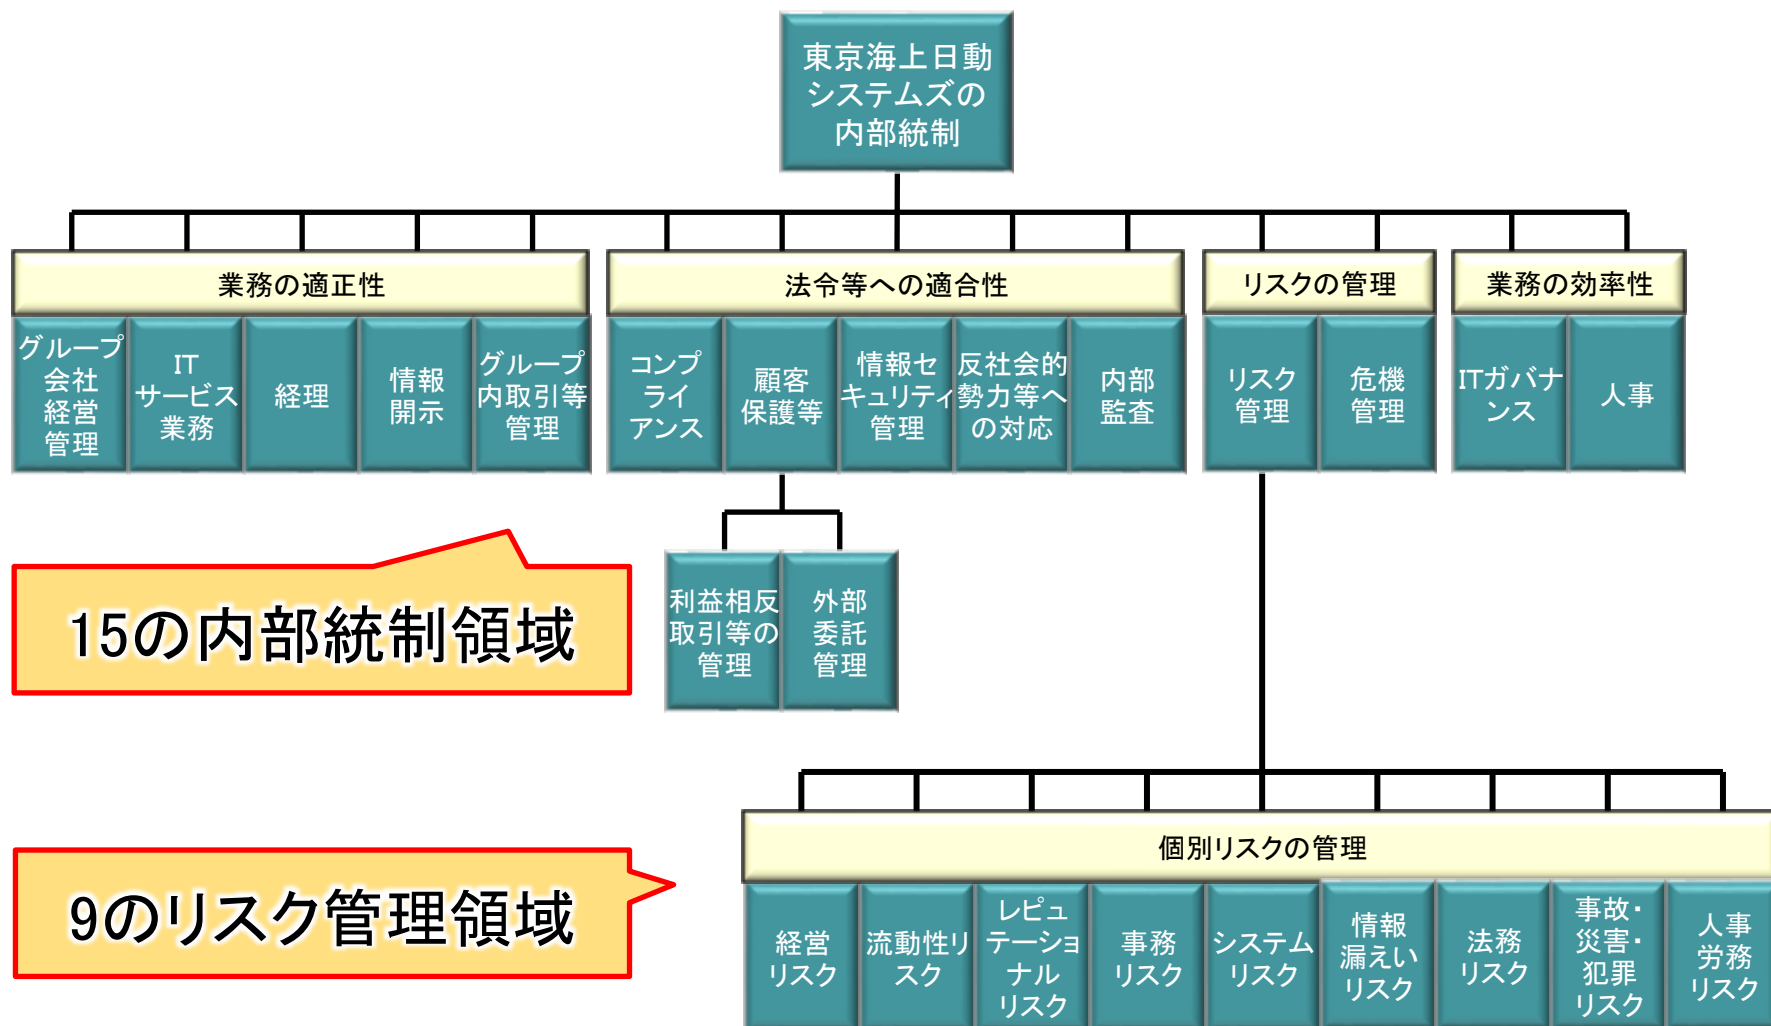 東京海上日動
システムズの
内部統制
業務の適正性
法令等への適合性
リスクの管理
業務の効率性
グループ
会社
経営
管理
IT
サービス
業務
経理
情報
開示
グループ
内取引等
管理
コンプ
ライ
アンス
顧客
保護等
情報セ
キュリティ
管理
反社会的
勢力等へ
の対応
内部
監査
リスク
管理
危機
管理
ITガバナ
ンス
人事
利益相反
取引等の
管理
外部
委託
管理
15の内部統制領域
9のリスク管理領域
個別リスクの管理
経営
リスク
流動性リ
スク
レピュ
テーショ
ナル
リスク
事務
リスク
システム
リスク
情報
漏えい
リスク
法務
リスク
事故・
災害・
犯罪
リスク
人事
労務
リスク